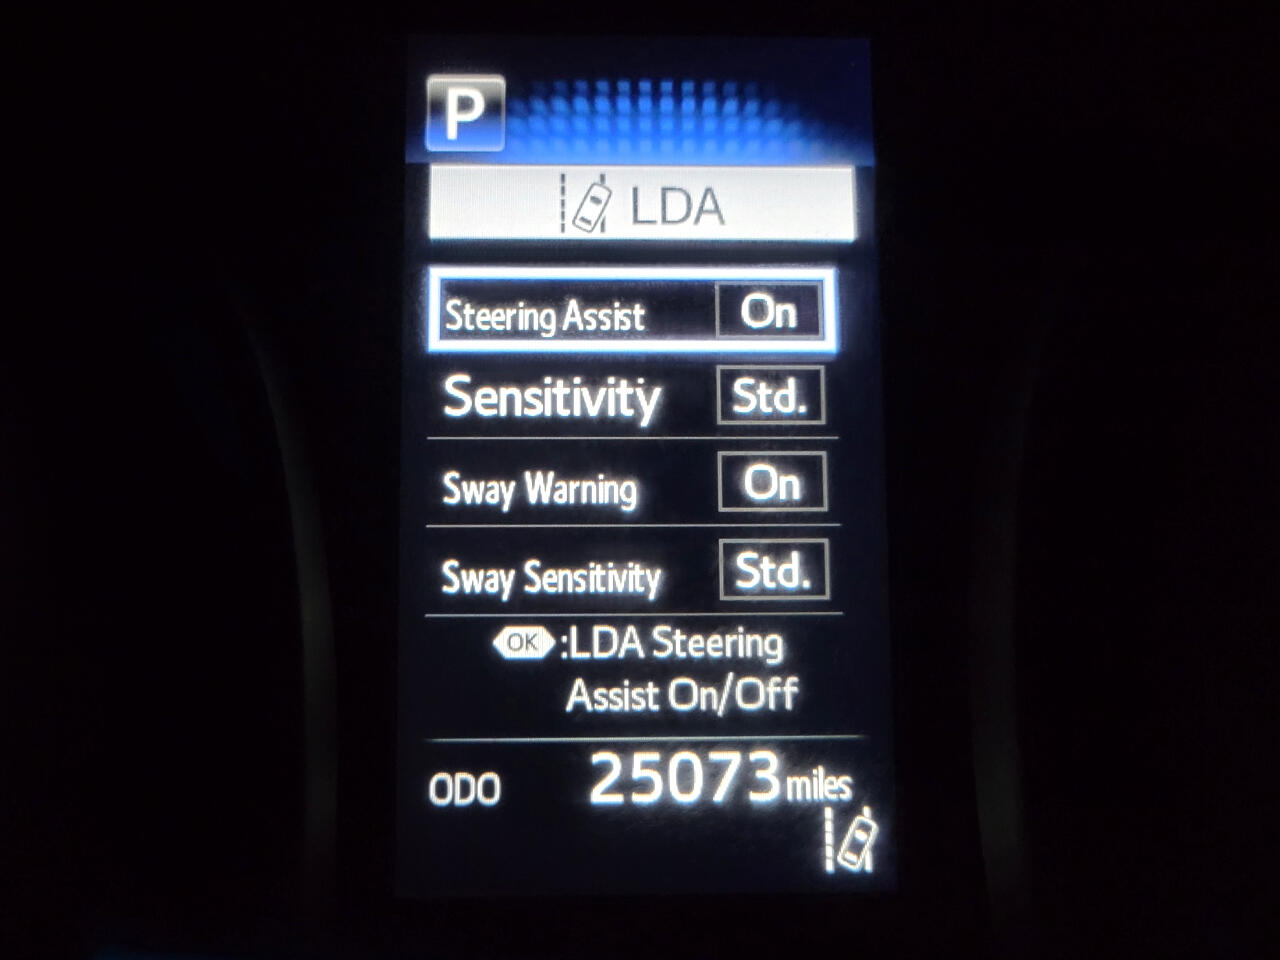 P
LDA
Steering Assist On
Sensitivity Std.
Sway Warning On
Sway Sensitivity Std.
OK :LDA Steering
Assist On/Off
ODO 25073 miles